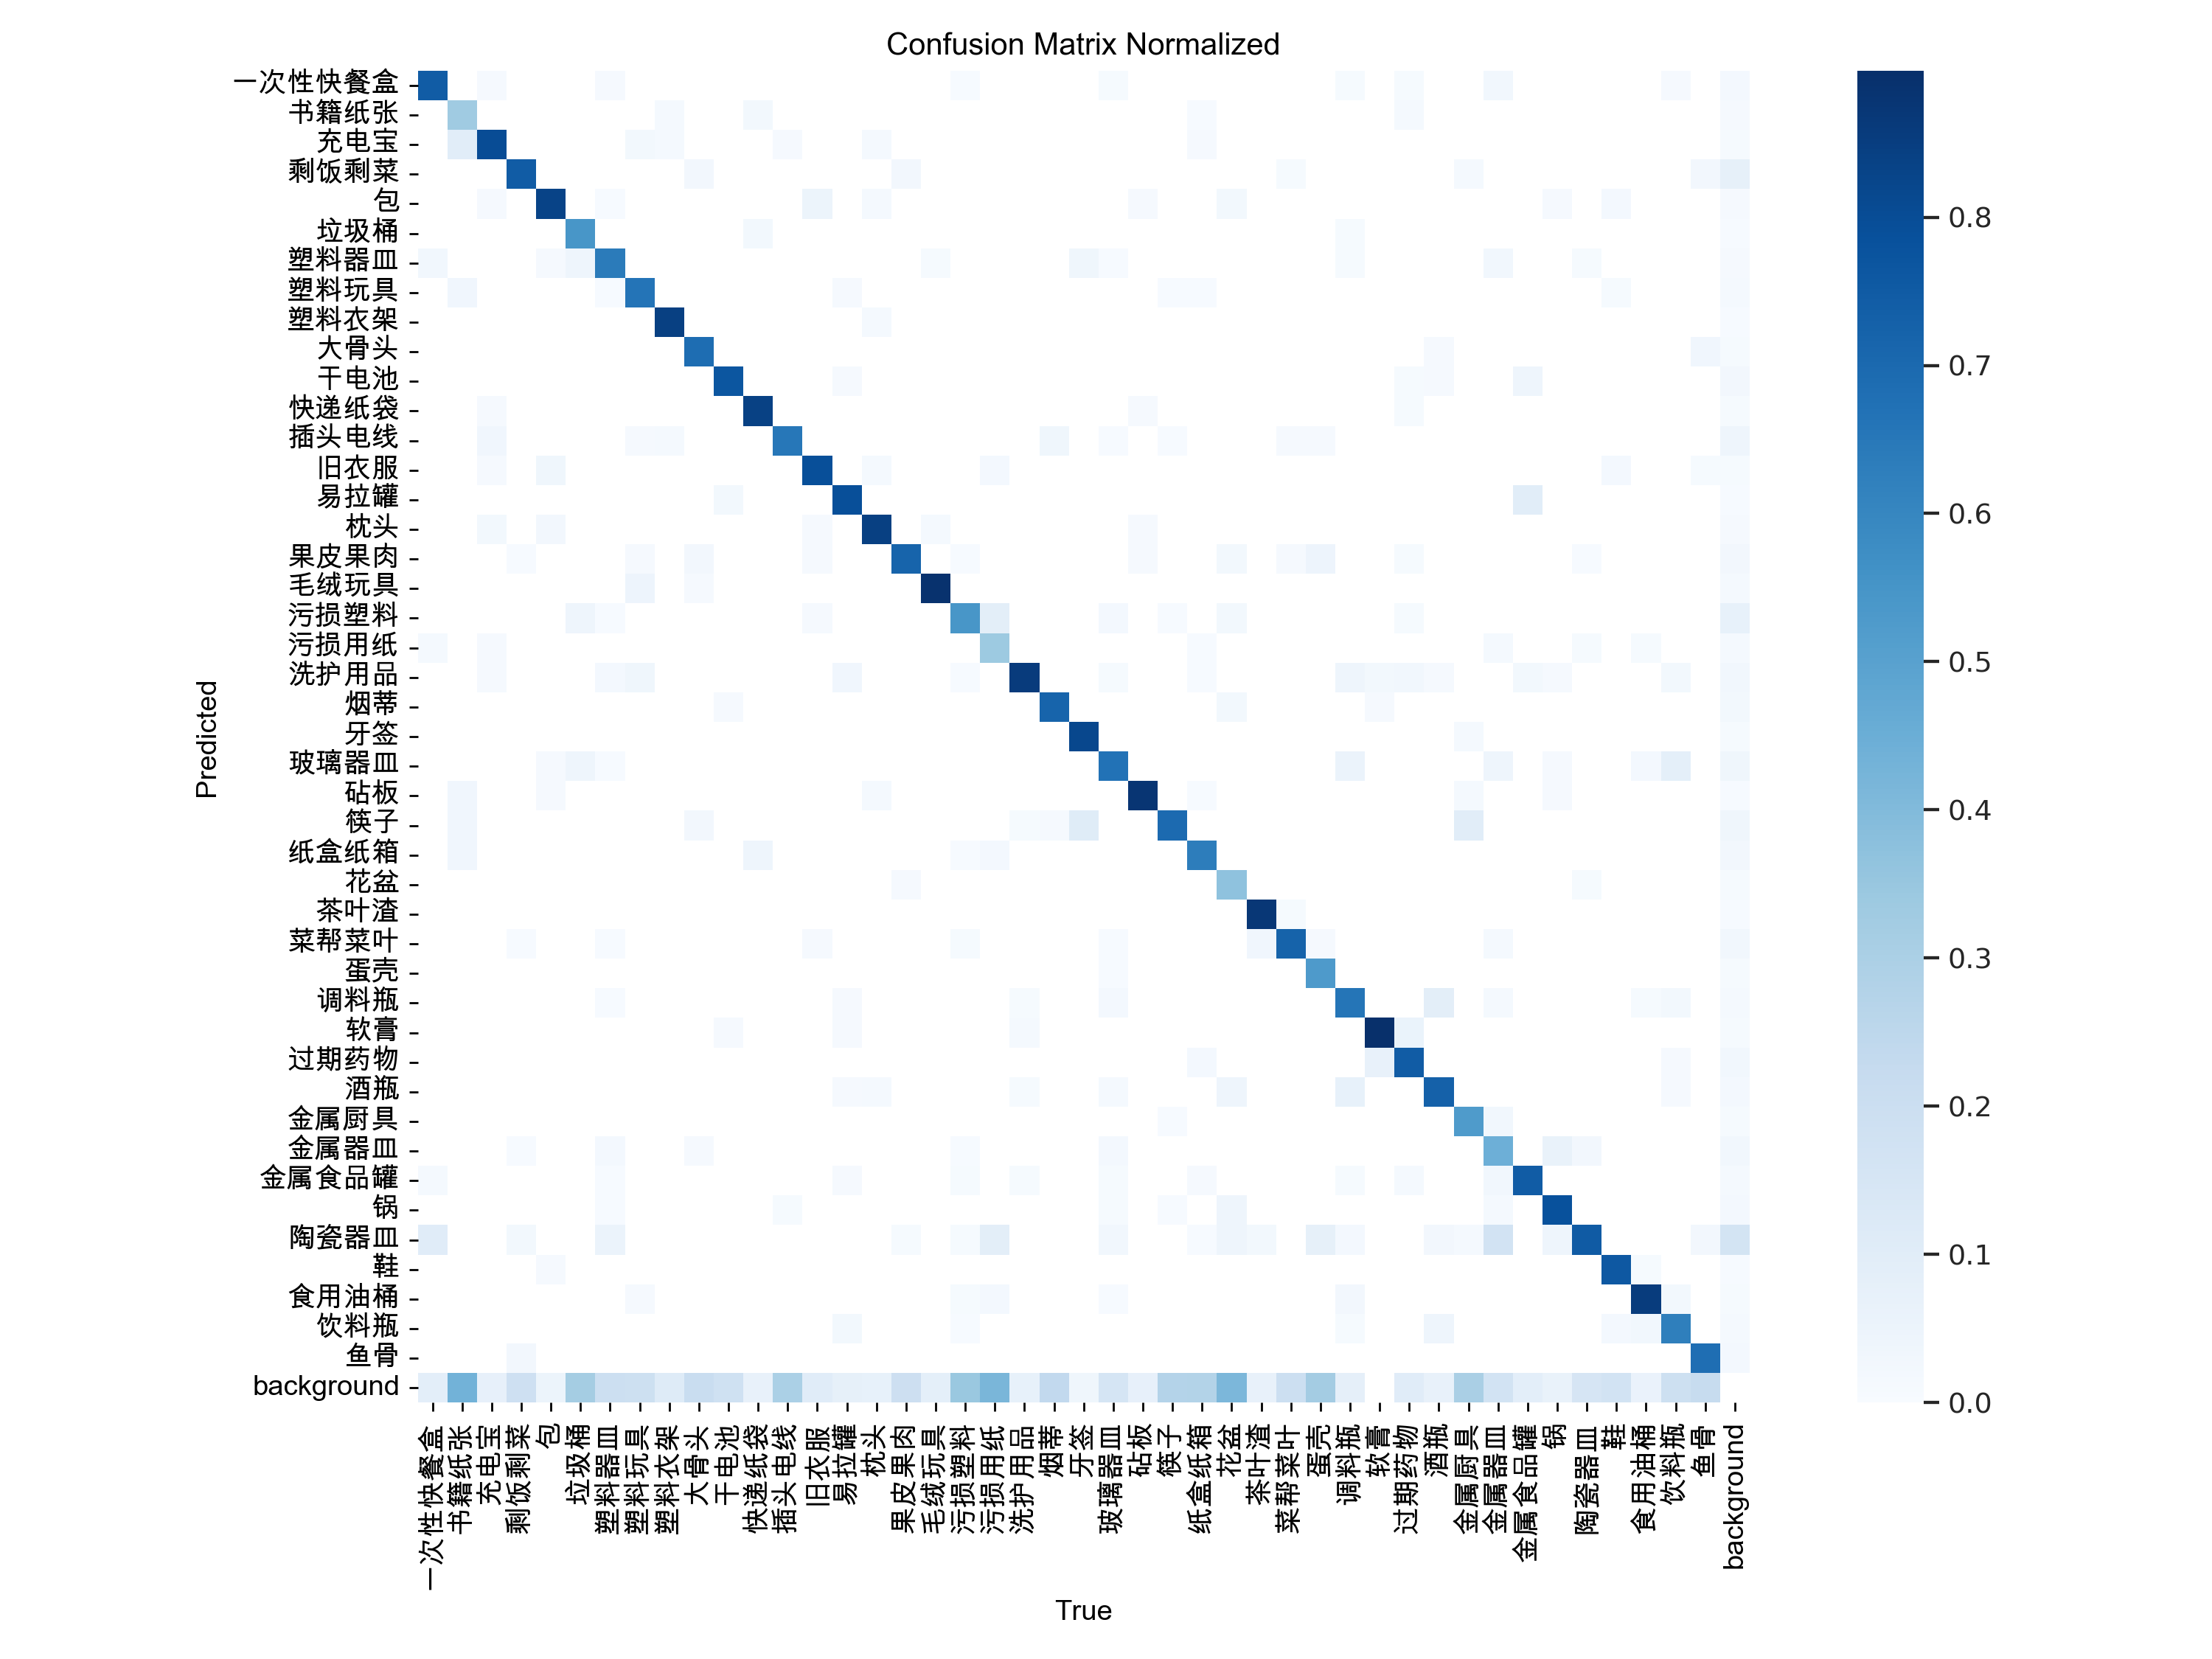 Confusion Matrix Normalized
一次性快餐盒
书籍纸张
充电宝
剩饭剩菜
包
垃圾桶
塑料器皿
塑料玩具
塑料衣架
大骨头
干电池
快递纸袋
插头电线
旧衣服
易拉罐
枕头
果皮果肉
毛绒玩具
污损塑料
污损用纸
洗护用品
烟蒂
牙签
玻璃器皿
砧板
筷子
纸盒纸箱
花盆
茶叶渣
菜帮菜叶
蛋壳
调料瓶
软膏
过期药物
酒瓶
金属厨具
金属器皿
金属食品罐
锅
陶瓷器皿
鞋
食用油桶
饮料瓶
鱼骨
background
Predicted
一次性快餐盒
书籍纸张
充电宝
剩饭剩菜
包
垃圾桶
塑料器皿
塑料玩具
塑料衣架
大骨头
干电池
快递纸袋
插头电线
旧衣服
易拉罐
枕头
果皮果肉
毛绒玩具
污损塑料
污损用纸
洗护用品
烟蒂
牙签
玻璃器皿
砧板
筷子
纸盒纸箱
花盆
茶叶渣
菜帮菜叶
蛋壳
调料瓶
软膏
过期药物
酒瓶
金属厨具
金属器皿
金属食品罐
锅
陶瓷器皿
鞋
食用油桶
饮料瓶
鱼骨
background
True
0.8
0.7
0.6
0.5
0.4
0.3
0.2
0.1
0.0